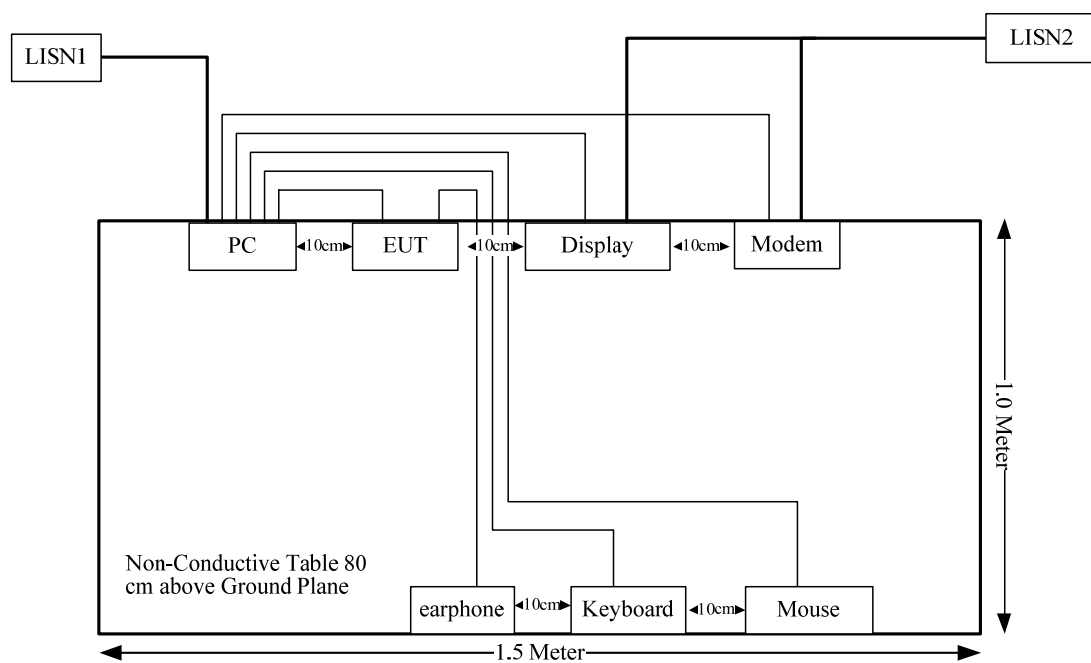 LISN1
LISN2
PC
10cm
EUT
10cm
Display
10cm
Modem
1.0 Meter
Non-Conductive Table 80
cm above Ground Plane
earphone
10cm
Keyboard
10cm
Mouse
1.5 Meter